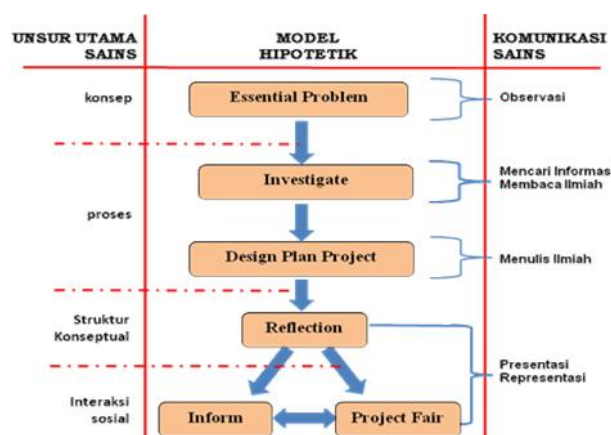 UNSUR UTAMA
SAINS
MODEL
HIPOTETIK
KOMUNIKASI
SAINS
konsep
Essential Problem
Observasi
Investigate
Mencari Informas
Membaca Ilmiah
proses
Design Plan Project
Menulis Ilmiah
Struktur
Konseptual
Reflection
Presentasi
Representasi
Interaksi
sosial
Inform
Project Fair